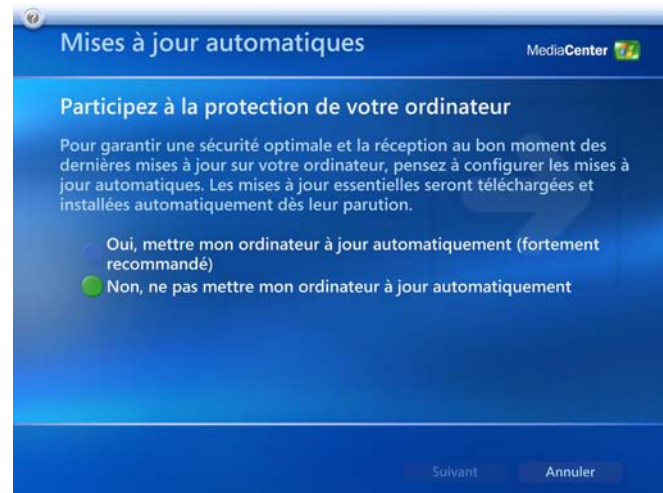 Mises à jour automatiques
MediaCenter
Participez à la protection de votre ordinateur
Pour garantir une sécurité optimale et la réception au bon moment des
dernières mises à jour sur votre ordinateur, pensez à configurer les mises à
jour automatiques. Les mises à jour essentielles seront téléchargées et
installées automatiquement dès leur parution.
Oui, mettre mon ordinateur à jour automatiquement (fortement
recommandé)
Non, ne pas mettre mon ordinateur à jour automatiquement
Suivant
Annuler